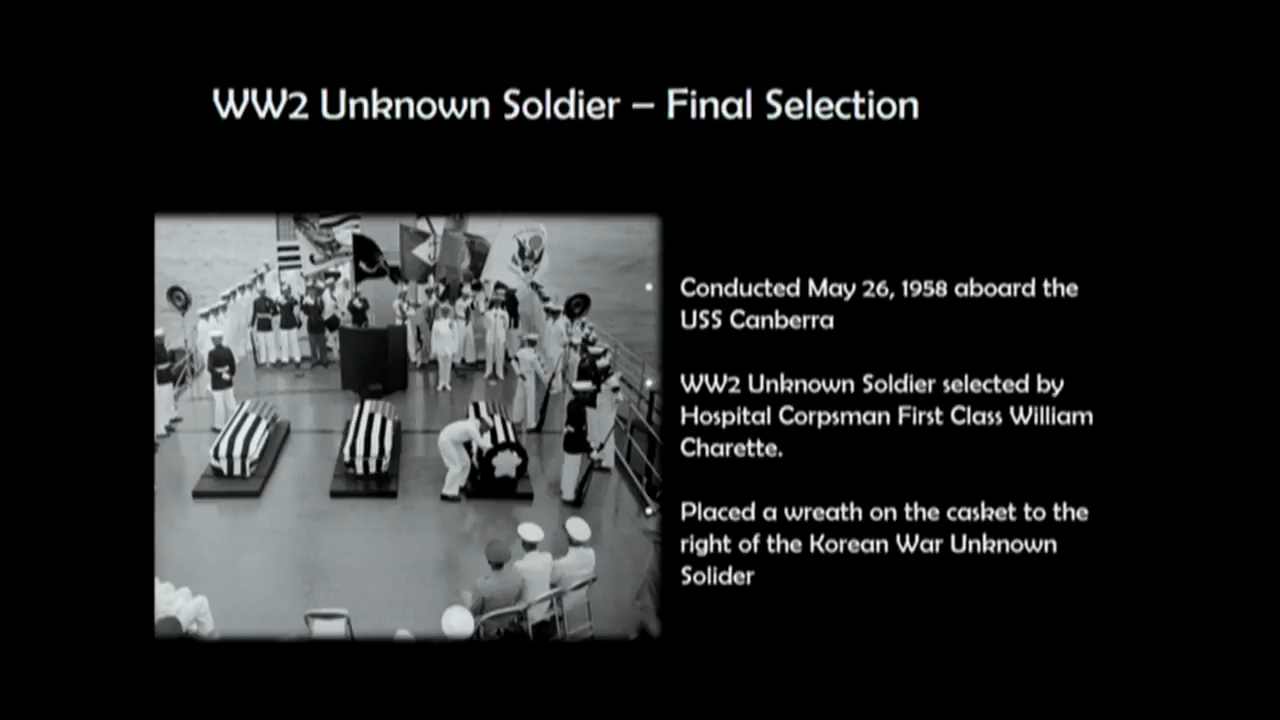 WW2 Unknown Soldier – Final Selection
Conducted May 26, 1958 aboard the
USS Canberra
WW2 Unknown Soldier selected by
Hospital Corpsman First Class William
Charette.
Placed a wreath on the casket to the
right of the Korean War Unknown
Solider